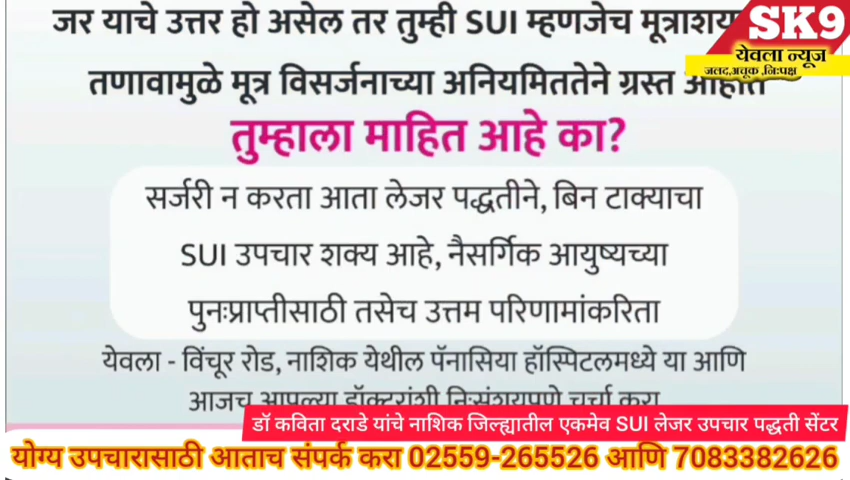 जर याचे उत्तर हो असेल तर तुम्ही SUI म्हणजेच मूत्राशय
SK9
येवला न्यूज
जलद,अचूक ,नि:पक्ष
तणावामुळे मूत्र विसर्जनाच्या अनियमिततेने ग्रस्त आहात
तुम्हाला माहित आहे का?
सर्जरी न करता आता लेजर पद्धतीने, बिन टाक्याचा
SUI उपचार शक्य आहे, नैसर्गिक आयुष्यच्या
पुनःप्राप्तीसाठी तसेच उत्तम परिणामांकरिता
येवला - विंचूर रोड, नाशिक येथील पॅनासिया हॉस्पिटलमध्ये या आणि
आजच आपल्या डॉक्टरांशी निःसंशयपणे चर्चा करा
डॉ कविता दराडे यांचे नाशिक जिल्ह्यातील एकमेव SUI लेजर उपचार पद्धती सेंटर
योग्य उपचारासाठी आताच संपर्क करा 02559-265526 आणि 7083382626